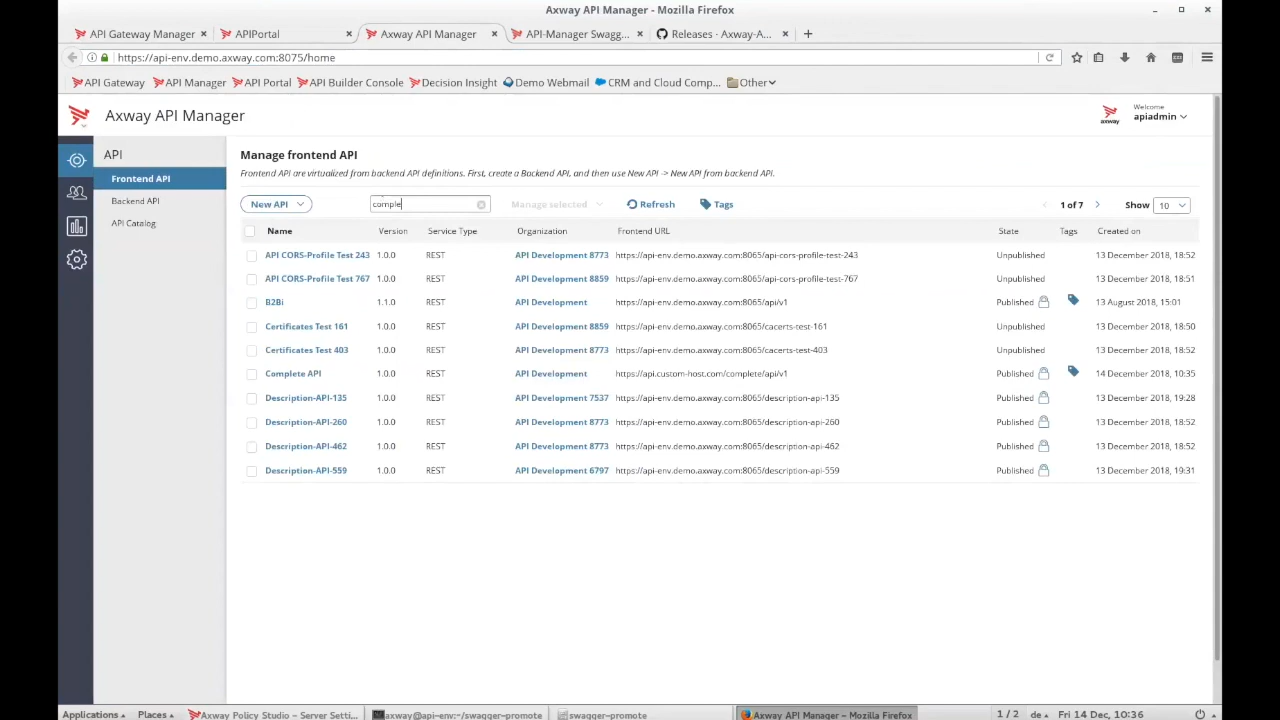 Axway API Manager - Mozilla Firefox
API Gateway Manager × APIPortal × Axway API Manager × API-Manager Swagg... × Releases · Axway-A... × +
https://api-env.demo.axway.com:8075/home
API Gateway API Manager API Portal API Builder Console Decision Insight Demo Webmail CRM and Cloud Comp... Other
Axway API Manager
axway
Welcome
apiadmin
API
Frontend API
Backend API
API Catalog
Manage frontend API
Frontend API are virtualized from backend API definitions. First, create a Backend API, and then use New API -> New API from backend API.
New API comple Manage selected Refresh Tags < 1 of 7 > Show 10
Name Version Service Type Organization Frontend URL State Tags Created on
API CORS-Profile Test 243 1.0.0 REST API Development 8773 https://api-env.demo.axway.com:8065/api-cors-profile-test-243 Unpublished 13 December 2018, 18:52
API CORS-Profile Test 767 1.0.0 REST API Development 8859 https://api-env.demo.axway.com:8065/api-cors-profile-test-767 Unpublished 13 December 2018, 18:51
B2Bi 1.1.0 REST API Development https://api-env.demo.axway.com:8065/api/v1 Published 13 August 2018, 15:01
Certificates Test 161 1.0.0 REST API Development 8859 https://api-env.demo.axway.com:8065/cacerts-test-161 Unpublished 13 December 2018, 18:50
Certificates Test 403 1.0.0 REST API Development 8773 https://api-env.demo.axway.com:8065/cacerts-test-403 Unpublished 13 December 2018, 18:52
Complete API 1.0.0 REST API Development https://api.custom-host.com/complete/api/v1 Published 14 December 2018, 10:35
Description-API-135 1.0.0 REST API Development 7537 https://api-env.demo.axway.com:8065/description-api-135 Published 13 December 2018, 19:28
Description-API-260 1.0.0 REST API Development 8773 https://api-env.demo.axway.com:8065/description-api-260 Published 13 December 2018, 18:52
Description-API-462 1.0.0 REST API Development 8773 https://api-env.demo.axway.com:8065/description-api-462 Published 13 December 2018, 18:52
Description-API-559 1.0.0 REST API Development 6797 https://api-env.demo.axway.com:8065/description-api-559 Published 13 December 2018, 19:31
Applications Places Axway Policy Studio – Server Setti... axway@api-env:~/swagger-promote swagger-promote Axway API Manager – Mozilla Firefox 1 / 2 de Fri 14 Dec, 10:36